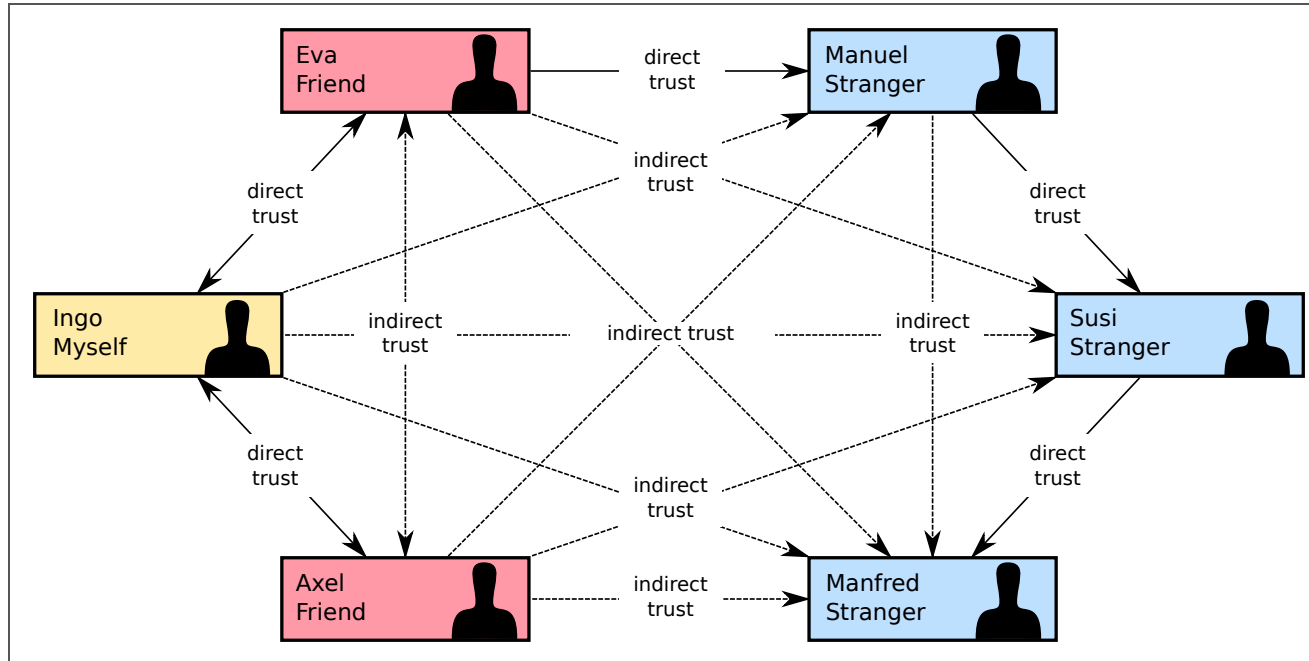 Eva
Friend
direct
trust
Manuel
Stranger
indirect
trust
direct
trust
direct
trust
Ingo
Myself
indirect
trust
indirect trust
indirect
trust
Susi
Stranger
direct
trust
indirect
trust
direct
trust
Axel
Friend
indirect
trust
Manfred
Stranger